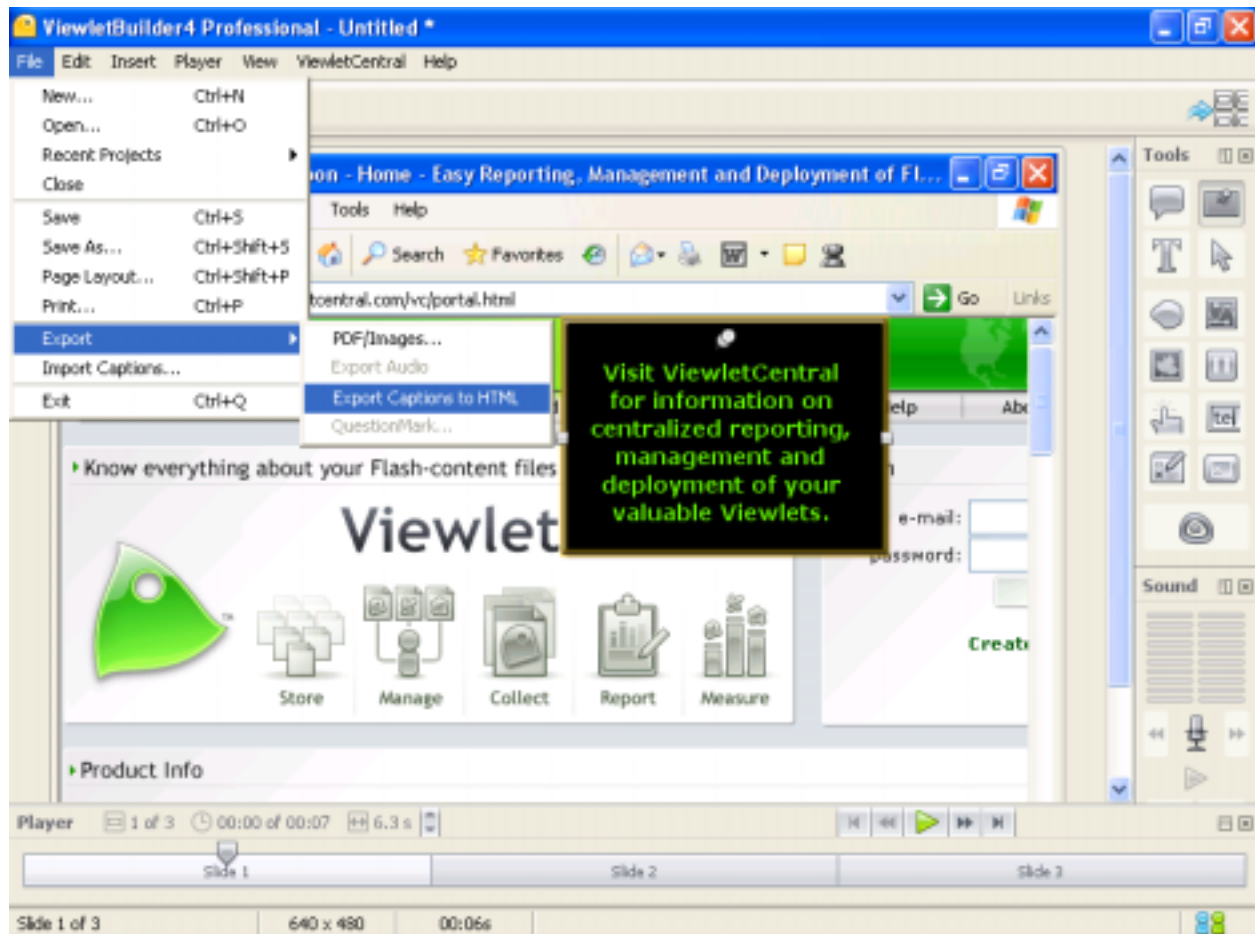 ViewletBuilder4 Professional - Untitled *
File Edit Insert Player View ViewletCentral Help
New... Ctrl+N
Open... Ctrl+O
Recent Projects
Close
Save Ctrl+S
Save As... Ctrl+Shift+S
Page Layout... Ctrl+Shift+P
Print... Ctrl+P
Export
Import Captions...
Exit Ctrl+Q
PDF/Images...
Export Audio
Export Captions to HTML
QuestionMark...
oon - Home - Easy Reporting, Management and Deployment of Fl...
Tools Help
Search Favorites
tcentral.com/vc/portal.html
Go Links
elp
Visit ViewletCentral
for information on
centralized reporting,
management and
deployment of your
valuable Viewlets.
Know everything about your Flash-content files
Viewlet
TM
e-mail:
password:
Create
Store Manage Collect Report Measure
Product Info
Tools
T
tel
Sound
Player 1 of 3 00:00 of 00:07 6.3 s
Slide 1 Slide 2 Slide 3
Slide 1 of 3 640 x 480 00:06s